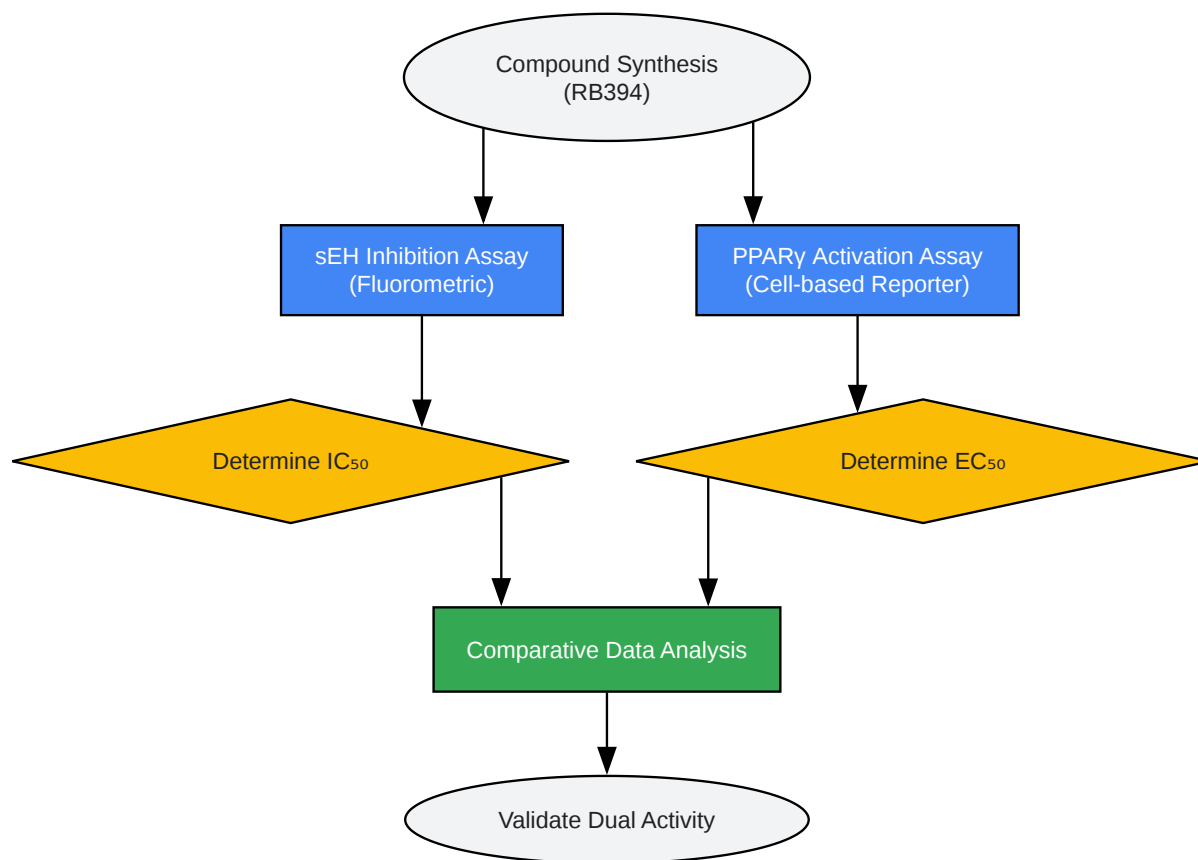 Compound Synthesis
(RB394)
sEH Inhibition Assay
(Fluorometric)
PPARγ Activation Assay
(Cell-based Reporter)
Determine IC₅₀
Determine EC₅₀
Comparative Data Analysis
Validate Dual Activity